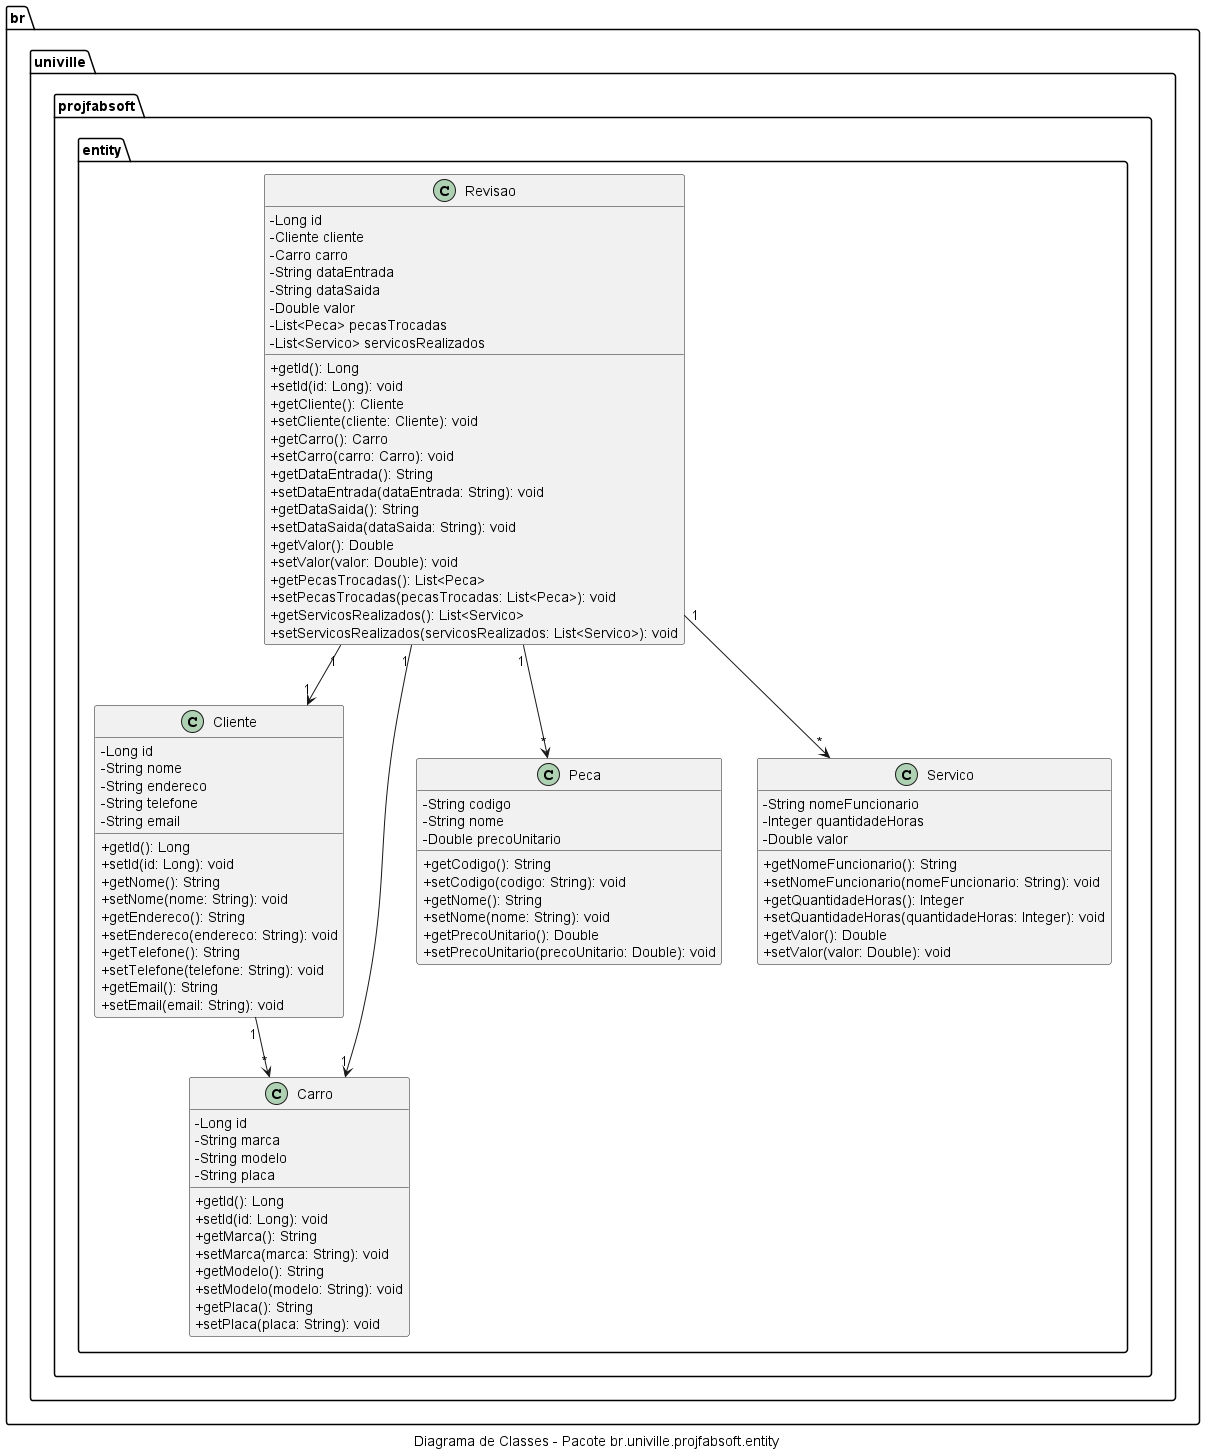 br
univille
projfabsoft
entity
C Revisao
-Long id
-Cliente cliente
-Carro carro
-String dataEntrada
-String dataSaida
-Double valor
-List<Peca> pecasTrocadas
-List<Servico> servicosRealizados
+getId(): Long
+setId(id: Long): void
+getCliente(): Cliente
+setCliente(cliente: Cliente): void
+getCarro(): Carro
+setCarro(carro: Carro): void
+getDataEntrada(): String
+setDataEntrada(dataEntrada: String): void
+getDataSaida(): String
+setDataSaida(dataSaida: String): void
+getValor(): Double
+setValor(valor: Double): void
+getPecasTrocadas(): List<Peca>
+setPecasTrocadas(pecasTrocadas: List<Peca>): void
+getServicosRealizados(): List<Servico>
+setServicosRealizados(servicosRealizados: List<Servico>): void
1
1
1
1
1
*
*
C Cliente
-Long id
-String nome
-String endereco
-String telefone
-String email
+getId(): Long
+setId(id: Long): void
+getNome(): String
+setNome(nome: String): void
+getEndereco(): String
+setEndereco(endereco: String): void
+getTelefone(): String
+setTelefone(telefone: String): void
+getEmail(): String
+setEmail(email: String): void
C Peca
-String codigo
-String nome
-Double precoUnitario
+getCodigo(): String
+setCodigo(codigo: String): void
+getNome(): String
+setNome(nome: String): void
+getPrecoUnitario(): Double
+setPrecoUnitario(precoUnitario: Double): void
C Servico
-String nomeFuncionario
-Integer quantidadeHoras
-Double valor
+getNomeFuncionario(): String
+setNomeFuncionario(nomeFuncionario: String): void
+getQuantidadeHoras(): Integer
+setQuantidadeHoras(quantidadeHoras: Integer): void
+getValor(): Double
+setValor(valor: Double): void
1
*
1
C Carro
-Long id
-String marca
-String modelo
-String placa
+getId(): Long
+setId(id: Long): void
+getMarca(): String
+setMarca(marca: String): void
+getModelo(): String
+setModelo(modelo: String): void
+getPlaca(): String
+setPlaca(placa: String): void
Diagrama de Classes - Pacote br.univille.projfabsoft.entity